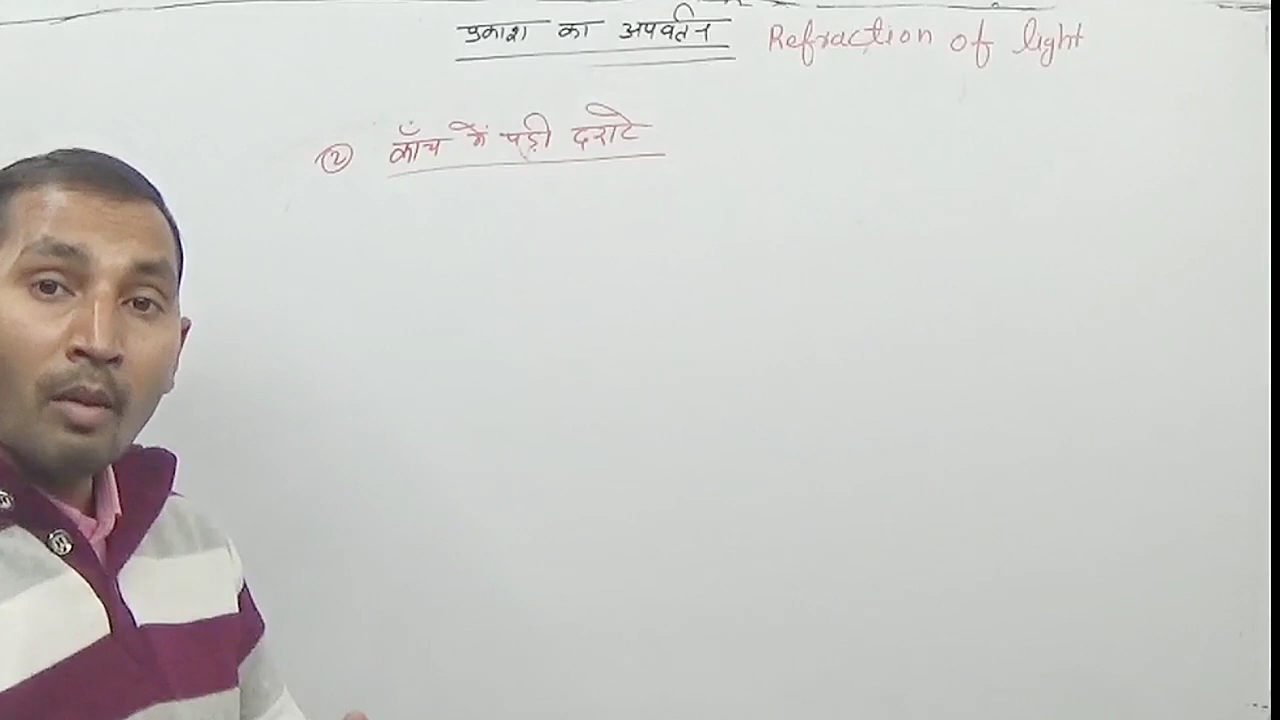 प्रकाश का अपवर्तन Refraction of light
② काँच में पड़ी दरारे